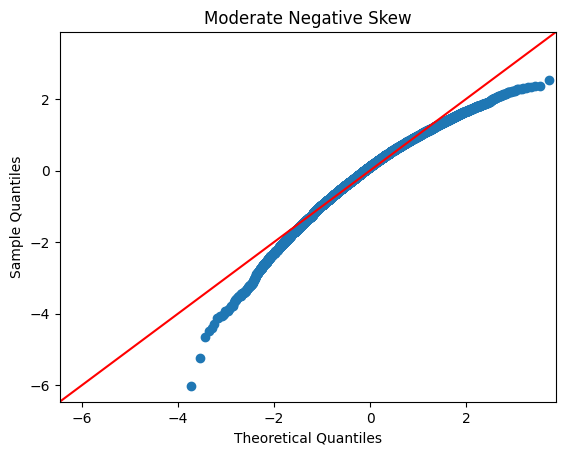 Moderate Negative Skew
2
0
−2
−4
−6
Sample Quantiles
−6 −4 −2 0 2
Theoretical Quantiles